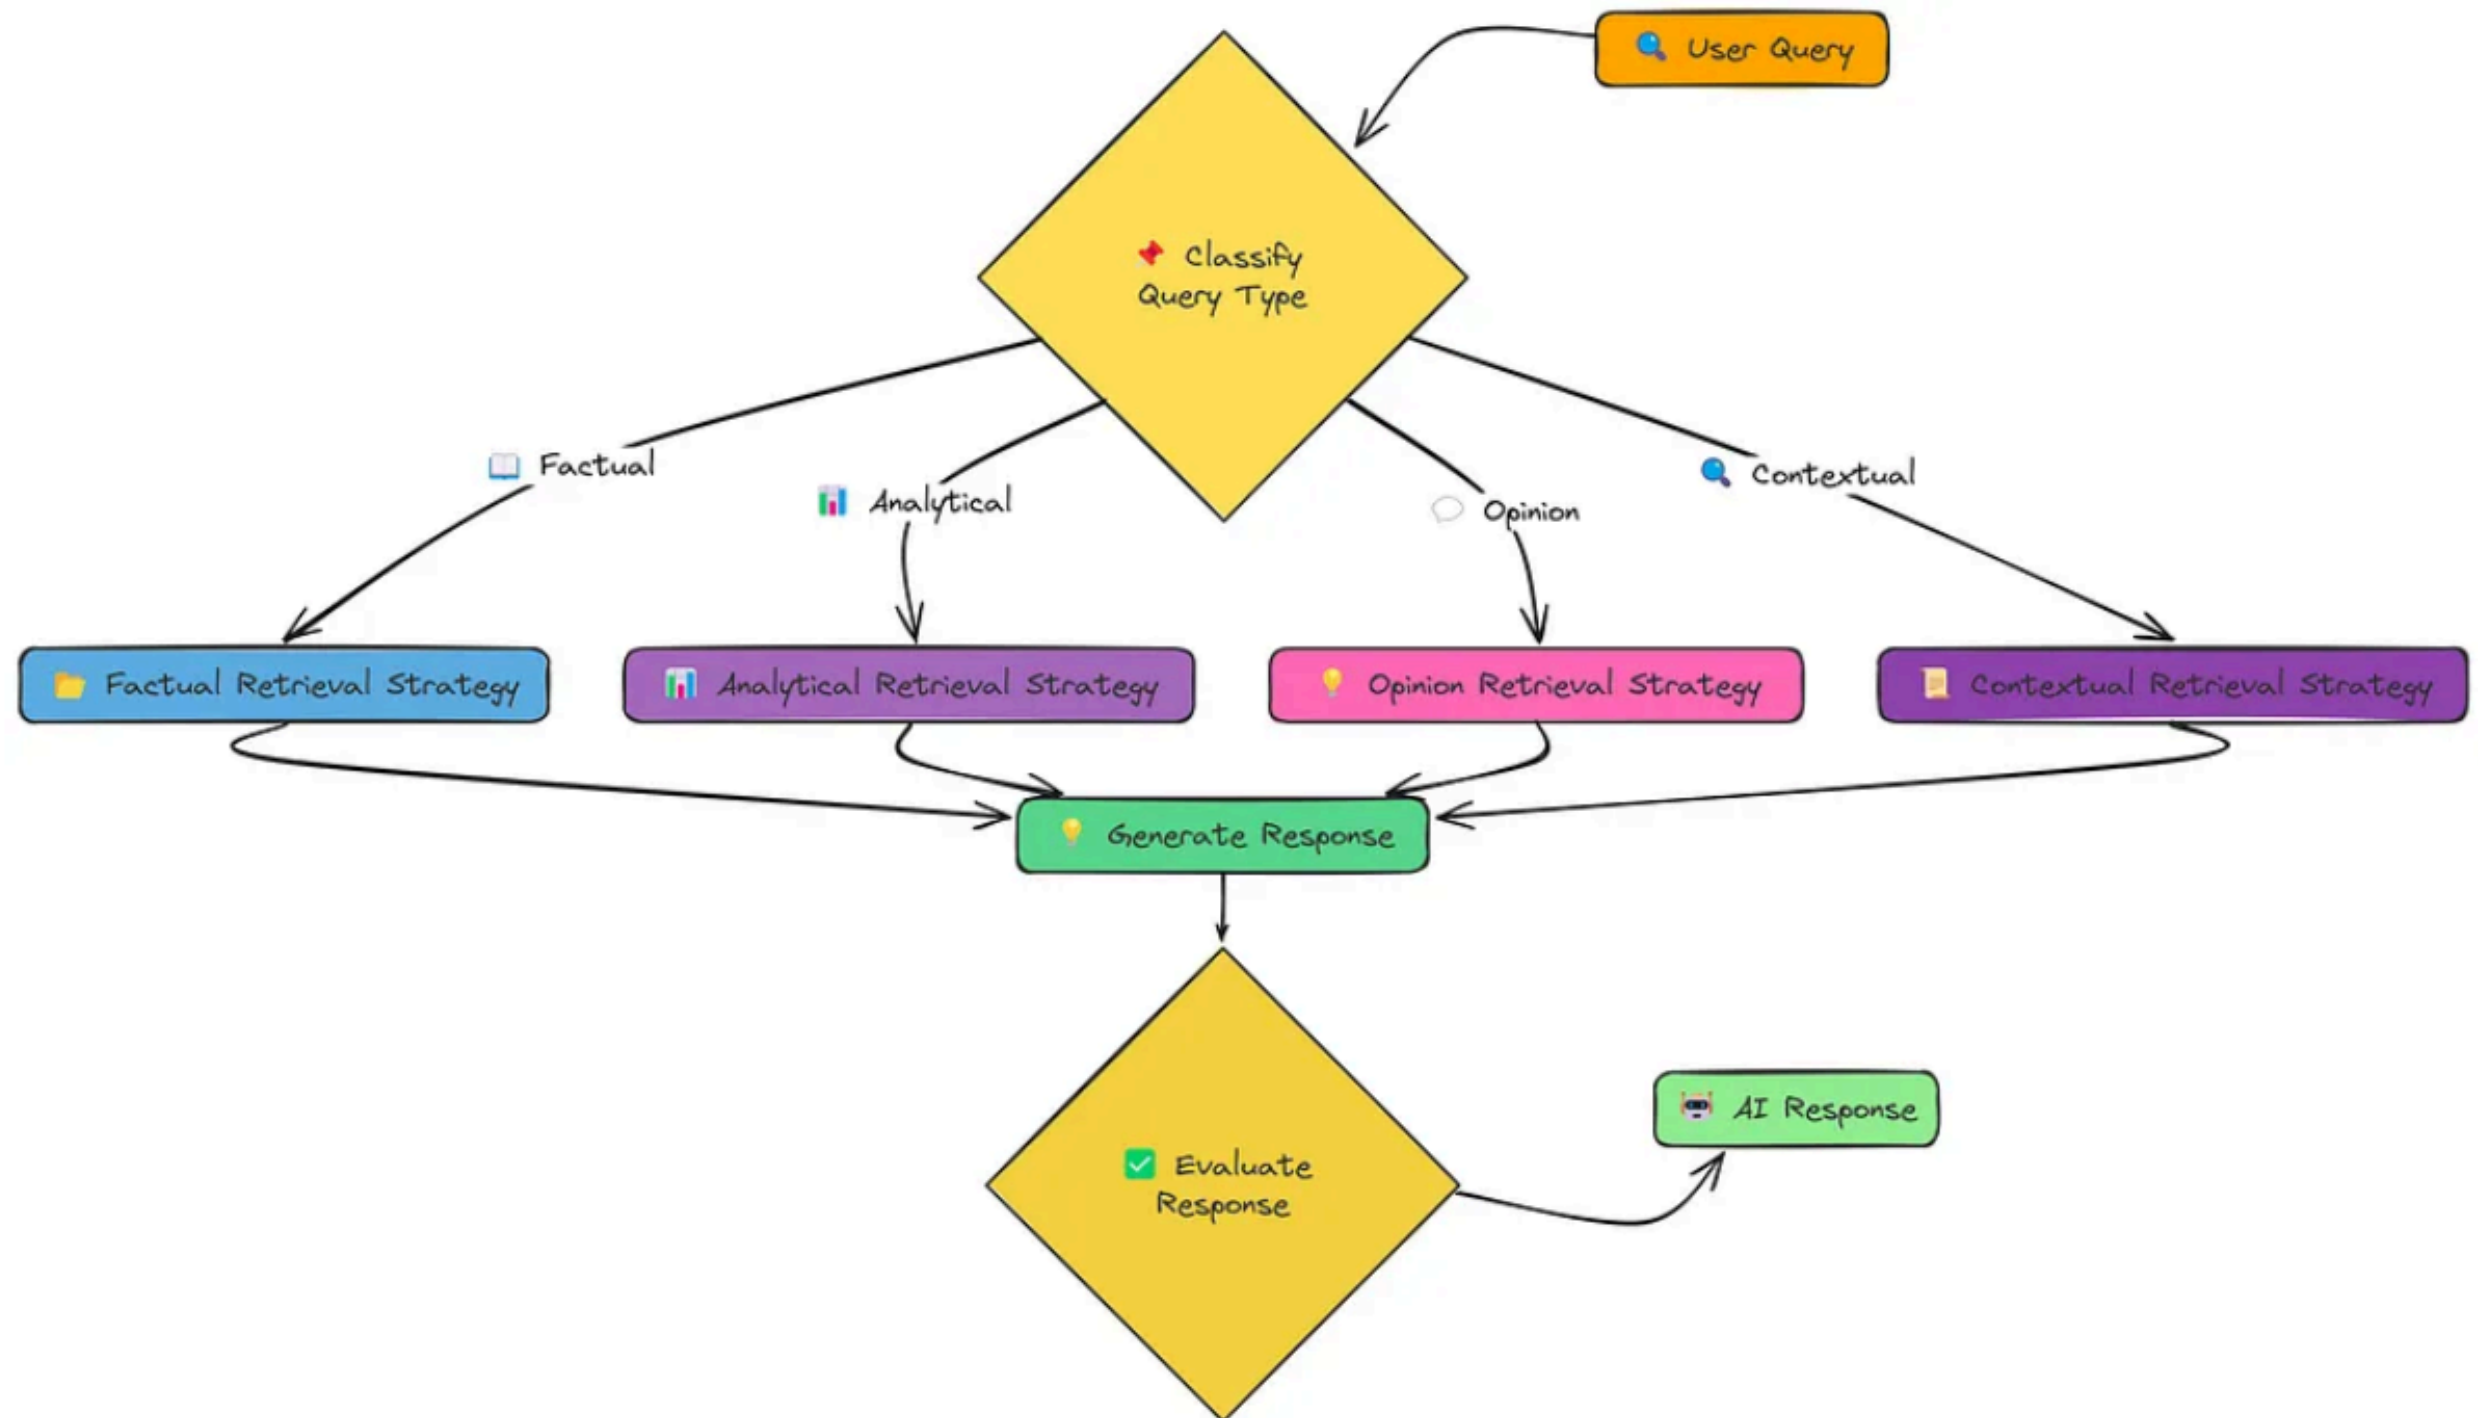 User Query
Classify
Query Type
Factual
Analytical
Opinion
Contextual
Factual Retrieval Strategy
Analytical Retrieval Strategy
Opinion Retrieval Strategy
Contextual Retrieval Strategy
Generate Response
Evaluate
Response
AI Response